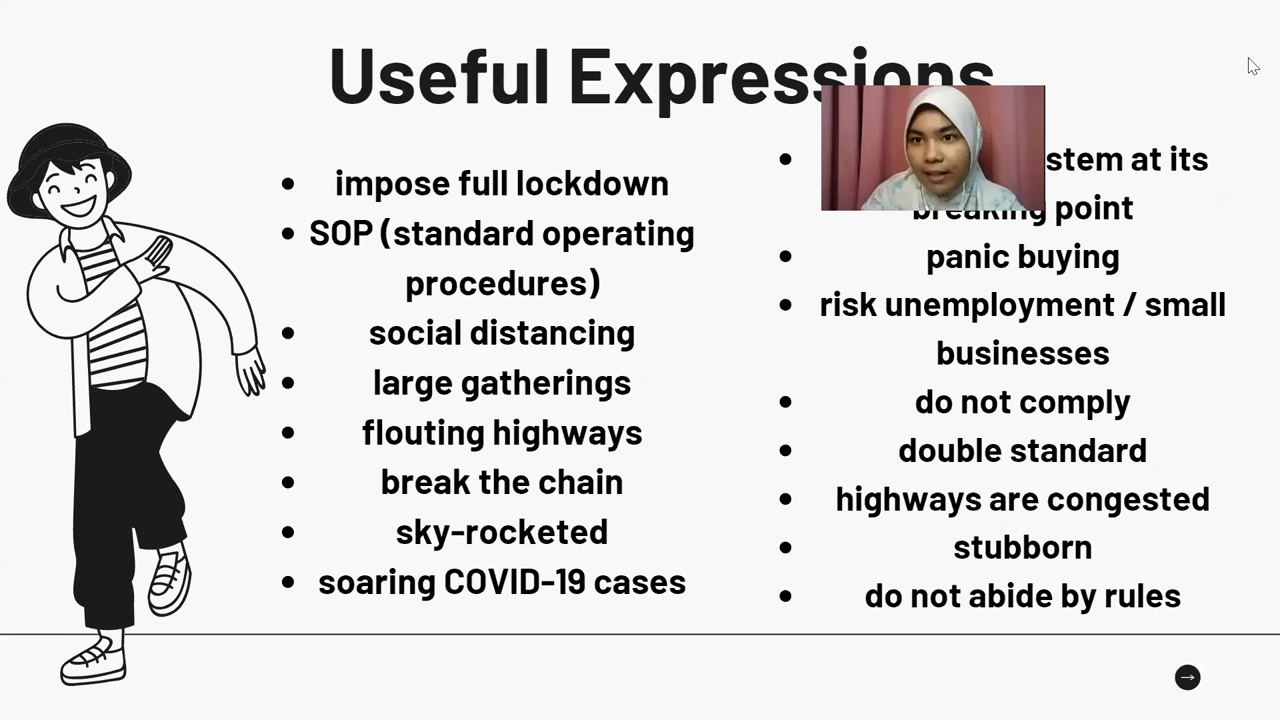 Useful Expressions
impose full lockdown
SOP (standard operating
procedures)
social distancing
large gatherings
flouting highways
break the chain
sky-rocketed
soaring COVID-19 cases
at its
breaking point
panic buying
risk unemployment / small
businesses
do not comply
double standard
highways are congested
stubborn
do not abide by rules